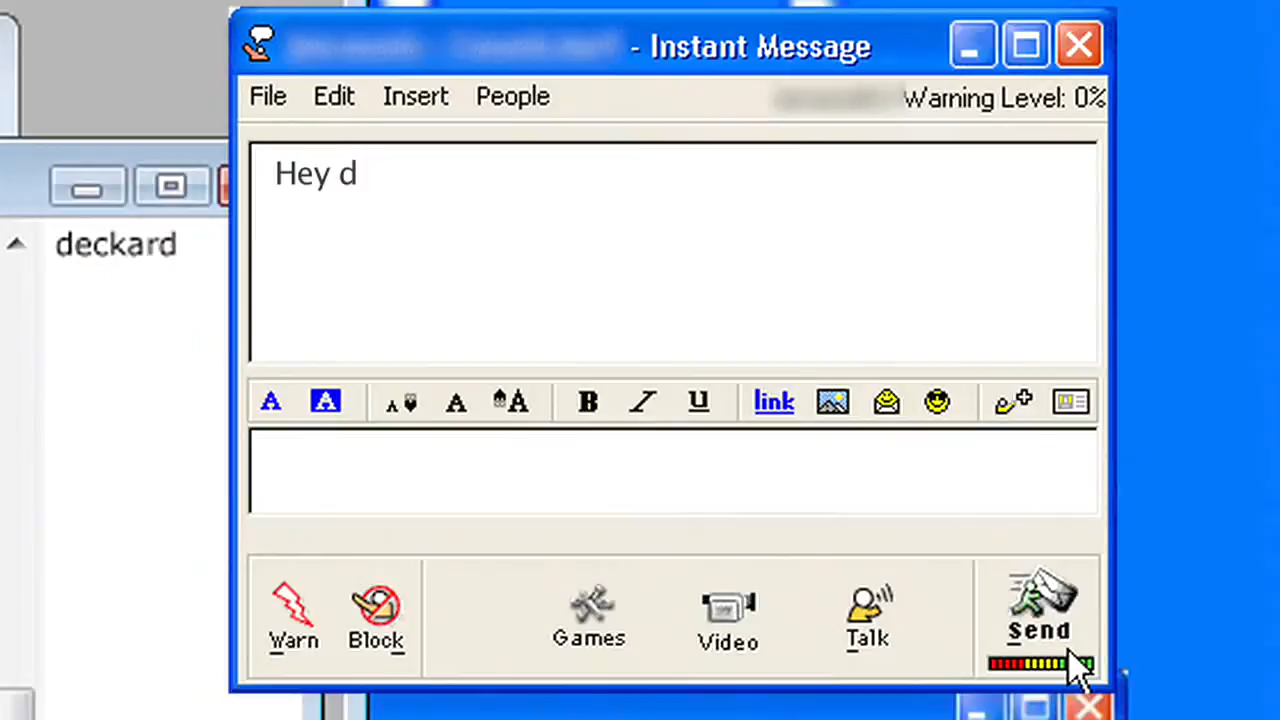 - Instant Message
File Edit Insert People Warning Level: 0%
Hey d
deckard
A A A A A B I U link
Warn Block Games Video Talk Send